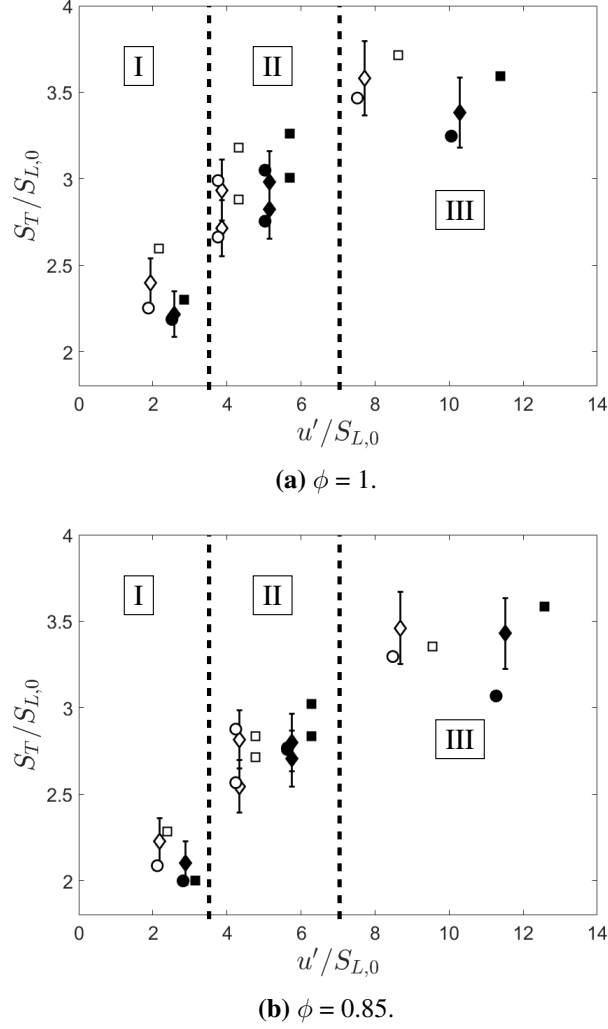 4
3.5
3
2.5
2
S_T/S_{L,0}
I
II
III
0 2 4 6 8 10 12 14
u′/S_{L,0}
(a) ϕ = 1.
4
3.5
3
2.5
2
S_T/S_{L,0}
I
II
III
0 2 4 6 8 10 12 14
u′/S_{L,0}
(b) ϕ = 0.85.